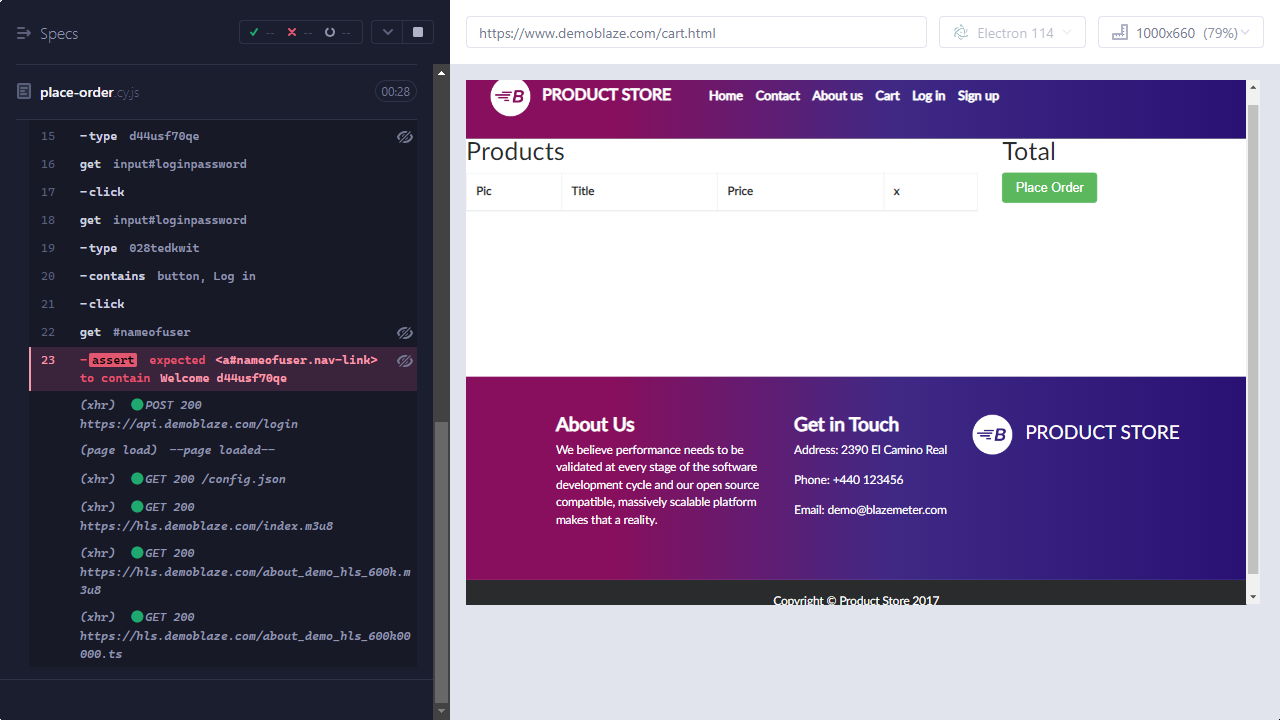 Specs
--
--
--
place-order.cy.js
00:28
15 -type d44usf70qe
16 get input#loginpassword
17 -click
18 get input#loginpassword
19 -type 028tedkwit
20 -contains button, Log in
21 -click
22 get #nameofuser
23 -assert expected <a#nameofuser.nav-link>
to contain Welcome d44usf70qe
(xhr) POST 200
https://api.demoblaze.com/login
(page load) --page loaded--
(xhr) GET 200 /config.json
(xhr) GET 200
https://hls.demoblaze.com/index.m3u8
(xhr) GET 200
https://hls.demoblaze.com/about_demo_hls_600k.m
3u8
(xhr) GET 200
https://hls.demoblaze.com/about_demo_hls_600k00
000.ts
https://www.demoblaze.com/cart.html
Electron 114
1000x660 (79%)
B PRODUCT STORE
Home Contact About us Cart Log in Sign up
Products
Pic Title Price x
Total
Place Order
About Us
We believe performance needs to be
validated at every stage of the software
development cycle and our open source
compatible, massively scalable platform
makes that a reality.
Get in Touch
Address: 2390 El Camino Real
Phone: +440 123456
Email: demo@blazemeter.com
B PRODUCT STORE
Copyright © Product Store 2017